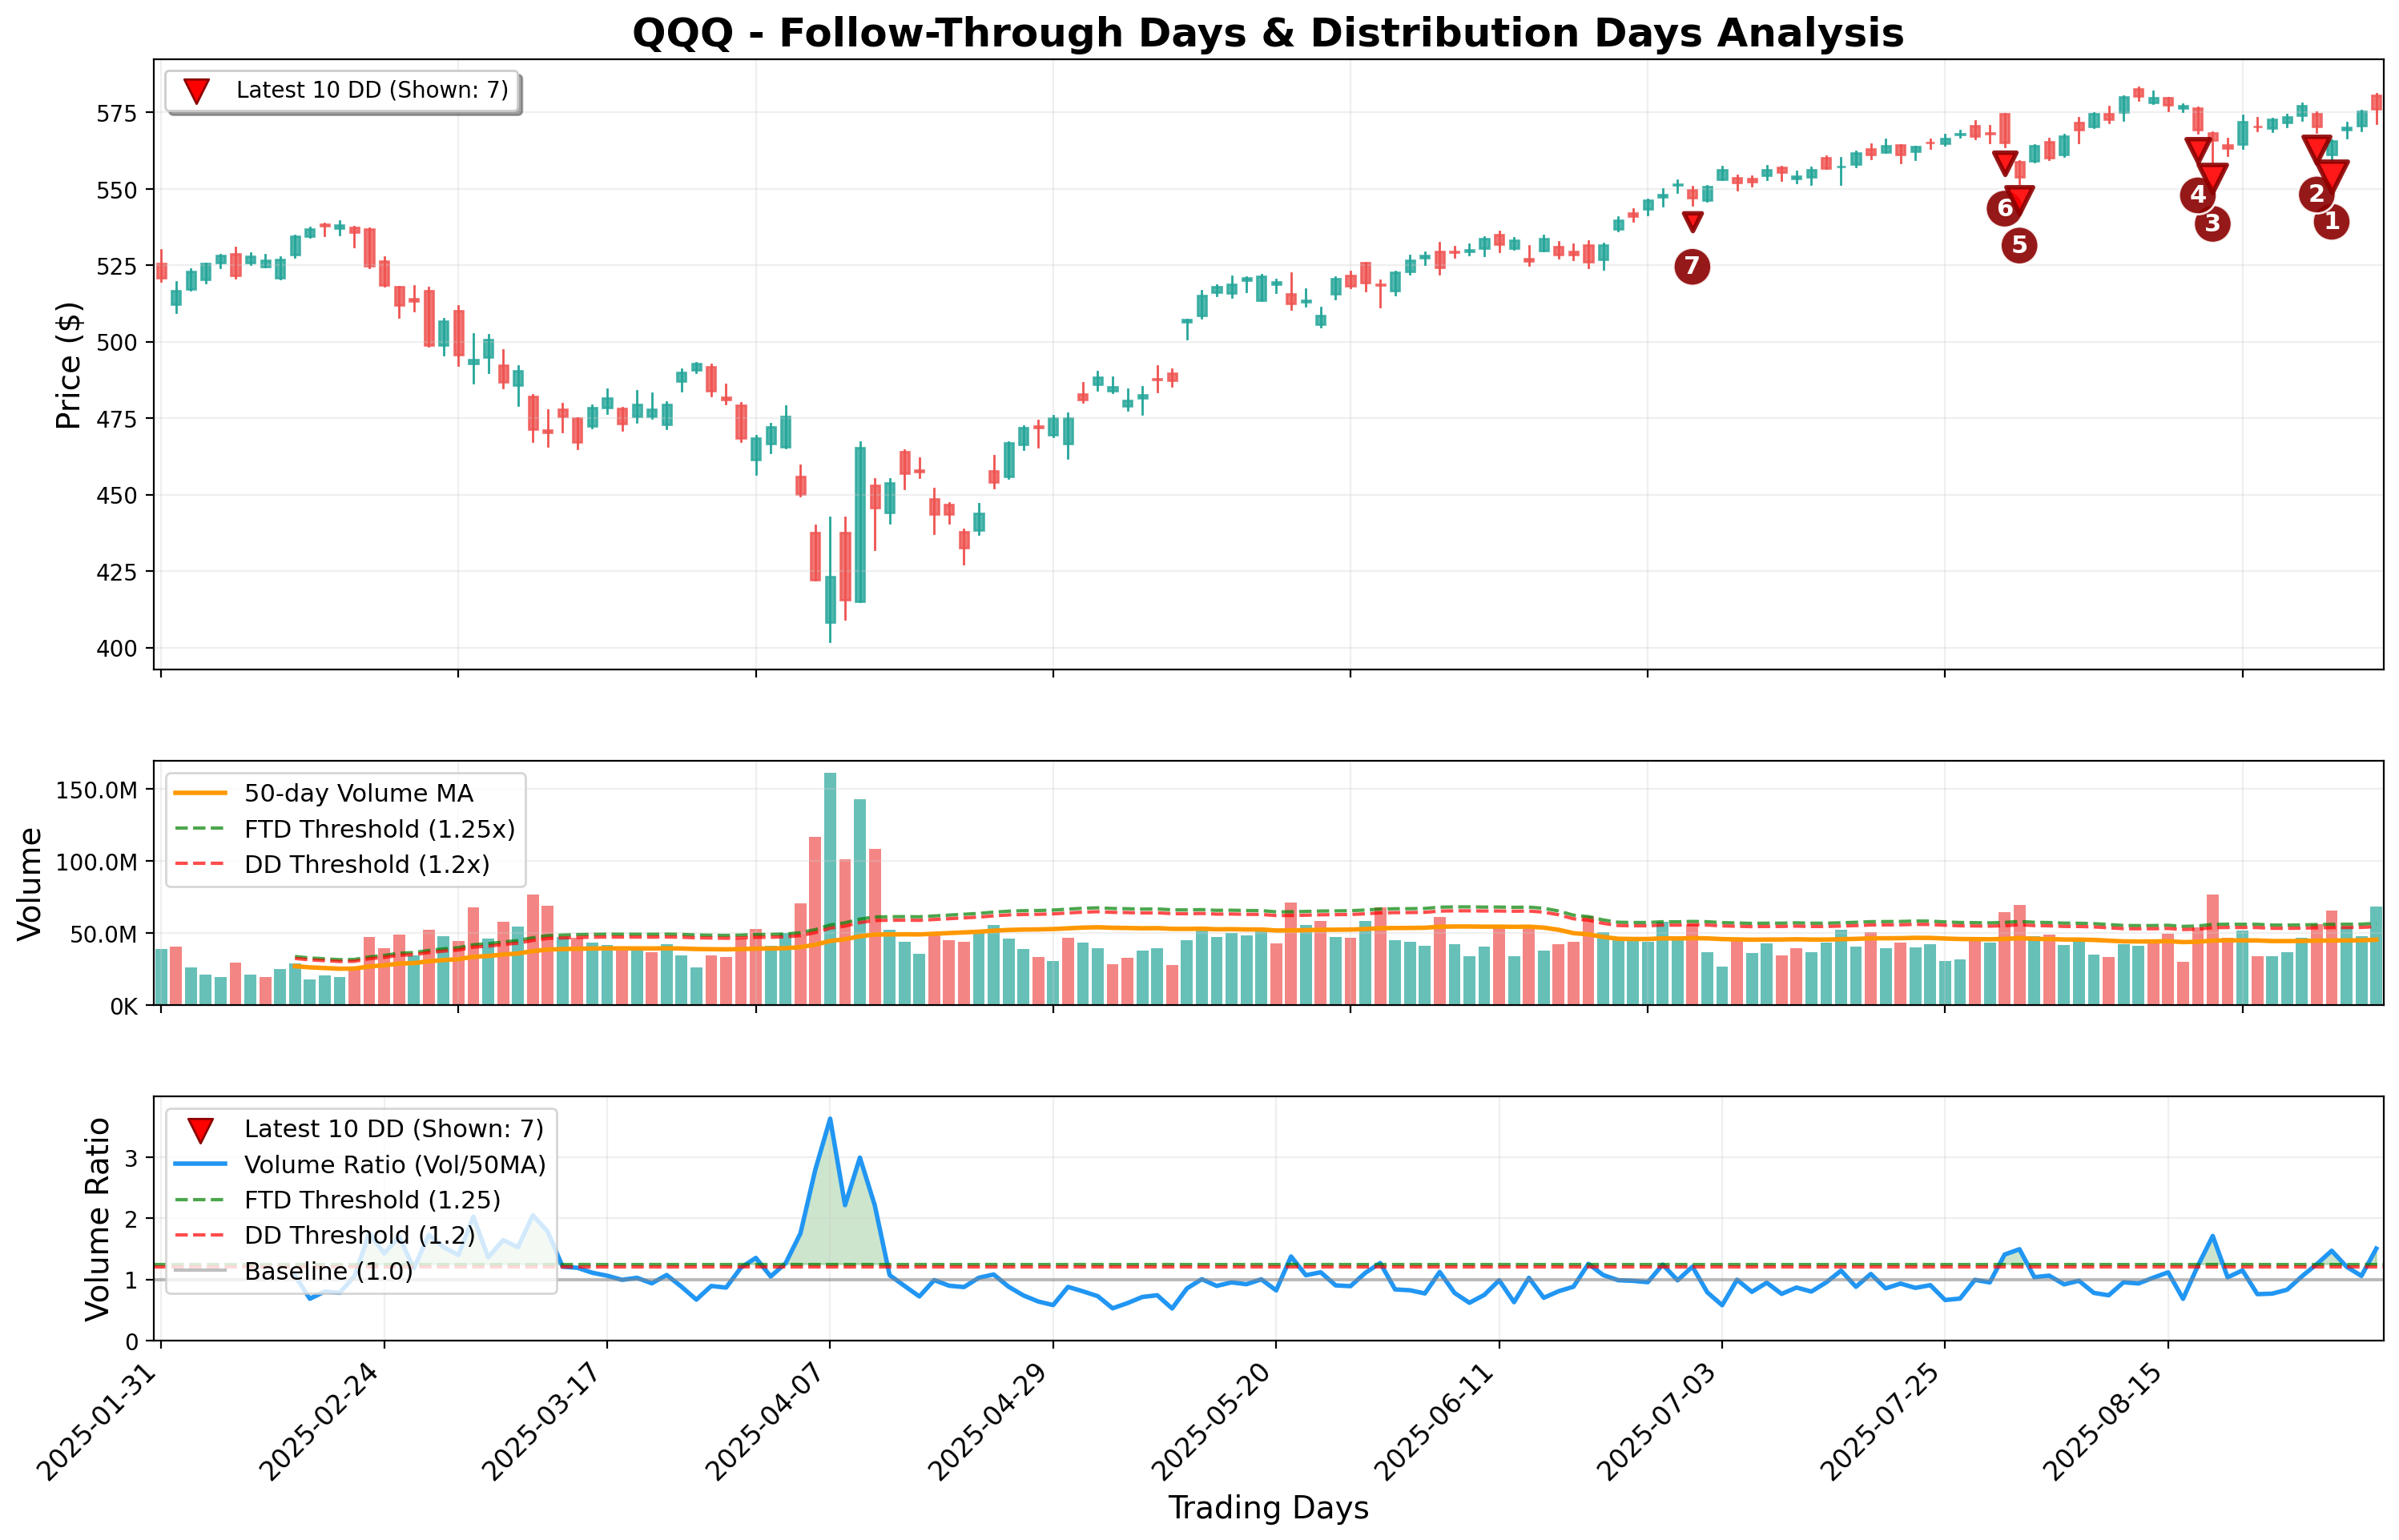 QQQ - Follow-Through Days & Distribution Days Analysis
Latest 10 DD (Shown: 7)
Price ($)
575
550
525
500
475
450
425
400
7
6
5
4
3
2
1
Volume
150.0M
100.0M
50.0M
0K
50-day Volume MA
FTD Threshold (1.25x)
DD Threshold (1.2x)
Volume Ratio
3
2
1
0
Latest 10 DD (Shown: 7)
Volume Ratio (Vol/50MA)
FTD Threshold (1.25)
DD Threshold (1.2)
Baseline (1.0)
2025-01-31
2025-02-24
2025-03-17
2025-04-07
2025-04-29
2025-05-20
2025-06-11
2025-07-03
2025-07-25
2025-08-15
Trading Days